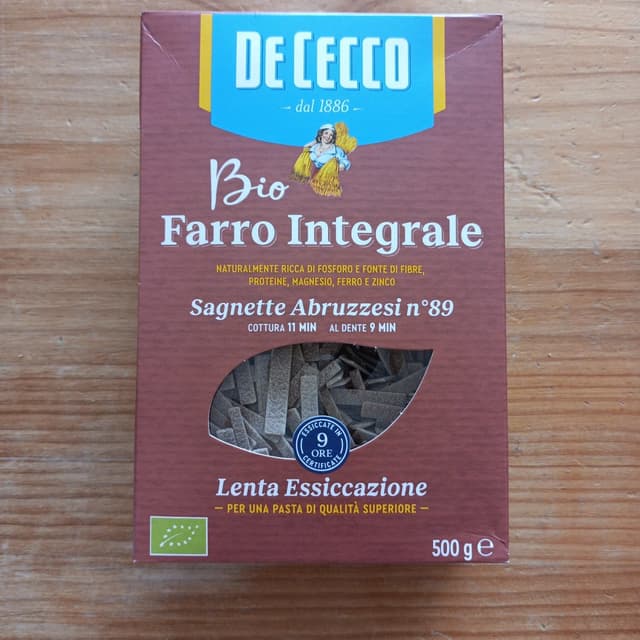 DE CECCO
dal 1886
Bio
Farro Integrale
NATURALMENTE RICCA DI FOSFORO E FONTE DI FIBRE,
PROTEINE, MAGNESIO, FERRO E ZINCO
Sagnette Abruzzesi n°89
COTTURA 11 MIN AL DENTE 9 MIN
ESSICCATE IN
9
ORE
CERTIFICATE
Lenta Essiccazione
PER UNA PASTA DI QUALITÀ SUPERIORE
500 g ℮